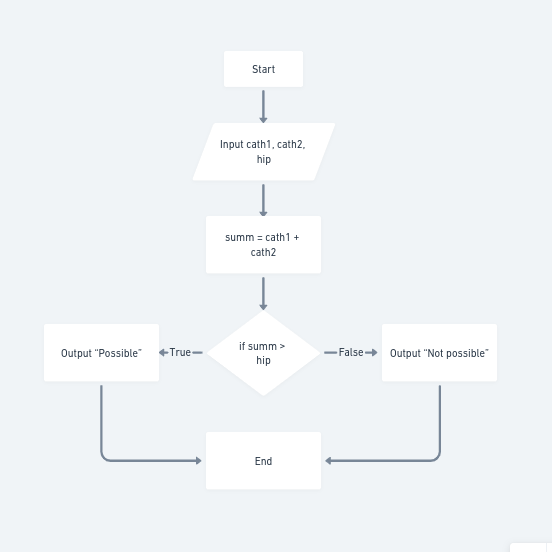 Start
Input cath1, cath2,
hip
summ = cath1 +
cath2
if summ >
hip
True
False
Output “Possible”
Output “Not possible”
End